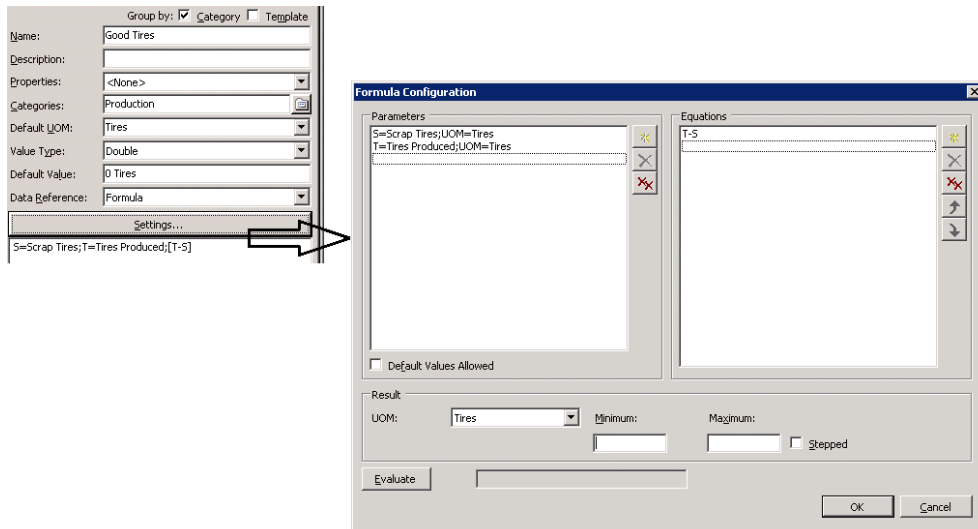 Group by: Category Template
Name: Good Tires
Description:
Properties: <None>
Categories: Production
Default UOM: Tires
Value Type: Double
Default Value: 0 Tires
Data Reference: Formula
Settings...
S=Scrap Tires;T=Tires Produced;[T-S]
Formula Configuration
Parameters
S=Scrap Tires;UOM=Tires
T=Tires Produced;UOM=Tires
Default Values Allowed
Equations
T-S
Result
UOM: Tires Minimum: Maximum:
Stepped
Evaluate
OK Cancel